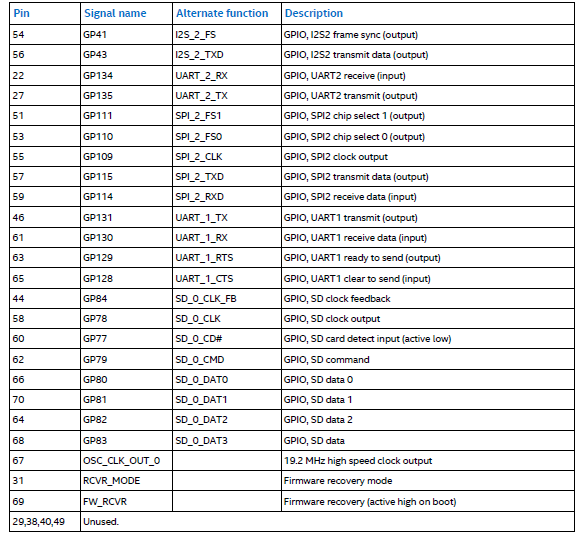 Pin Signal name Alternate function Description
54 GP41 I2S_2_FS GPIO, I2S2 frame sync (output)
56 GP43 I2S_2_TXD GPIO, I2S2 transmit data (output)
22 GP134 UART_2_RX GPIO, UART2 receive (input)
27 GP135 UART_2_TX GPIO, UART2 transmit (output)
51 GP111 SPI_2_FS1 GPIO, SPI2 chip select 1 (output)
53 GP110 SPI_2_FS0 GPIO, SPI2 chip select 0 (output)
55 GP109 SPI_2_CLK GPIO, SPI2 clock output
57 GP115 SPI_2_TXD GPIO, SPI2 transmit data (output)
59 GP114 SPI_2_RXD GPIO, SPI2 receive data (input)
46 GP131 UART_1_TX GPIO, UART1 transmit (output)
61 GP130 UART_1_RX GPIO, UART1 receive data (input)
63 GP129 UART_1_RTS GPIO, UART1 ready to send (output)
65 GP128 UART_1_CTS GPIO, UART1 clear to send (input)
44 GP84 SD_0_CLK_FB GPIO, SD clock feedback
58 GP78 SD_0_CLK GPIO, SD clock output
60 GP77 SD_0_CD# GPIO, SD card detect input (active low)
62 GP79 SD_0_CMD GPIO, SD command
66 GP80 SD_0_DAT0 GPIO, SD data 0
70 GP81 SD_0_DAT1 GPIO, SD data 1
64 GP82 SD_0_DAT2 GPIO, SD data 2
68 GP83 SD_0_DAT3 GPIO, SD data
67 OSC_CLK_OUT_0 19.2 MHz high speed clock output
31 RCVR_MODE Firmware recovery mode
69 FW_RCVR Firmware recovery (active high on boot)
29,38,40,49 Unused.